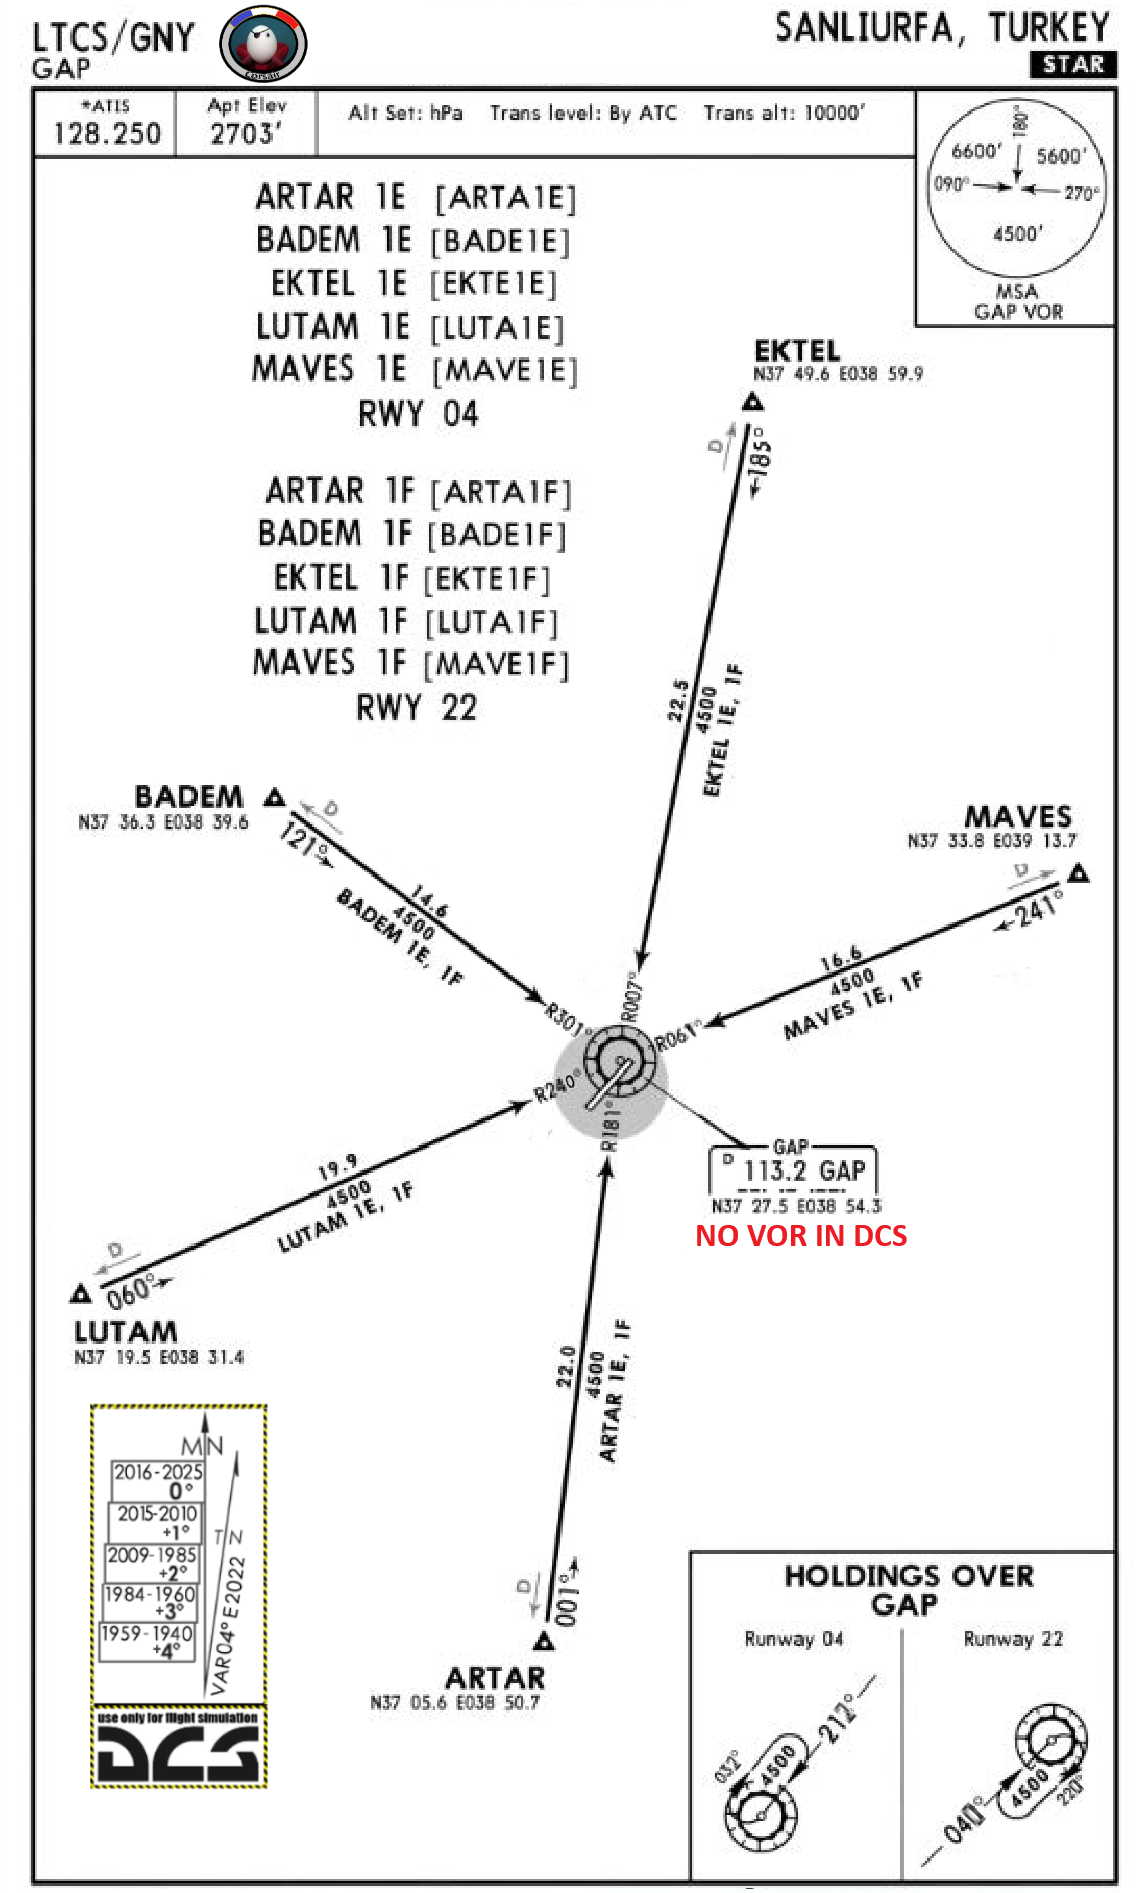 LTCS/GNY
GAP
Corsair
SANLIURFA, TURKEY
STAR
*ATIS
128.250
Apt Elev
2703'
Alt Set: hPa Trans level: By ATC Trans alt: 10000'
180°
6600' 5600'
090° 270°
4500'
MSA
GAP VOR
ARTAR 1E [ARTA1E]
BADEM 1E [BADE1E]
EKTEL 1E [EKTE1E]
LUTAM 1E [LUTA1E]
MAVES 1E [MAVE1E]
RWY 04
ARTAR 1F [ARTA1F]
BADEM 1F [BADE1F]
EKTEL 1F [EKTE1F]
LUTAM 1F [LUTA1F]
MAVES 1F [MAVE1F]
RWY 22
EKTEL
N37 49.6 E038 59.9
D
185°
22.5
4500
EKTEL 1E, 1F
R007°
BADEM
N37 36.3 E038 39.6
D
121°
14.6
4500
BADEM 1E, 1F
R301°
MAVES
N37 33.8 E039 13.7
D
241°
16.6
4500
MAVES 1E, 1F
R061°
R240°
R181°
GAP
D 113.2 GAP
N37 27.5 E038 54.3
NO VOR IN DCS
19.9
4500
LUTAM 1E, 1F
D
060°
LUTAM
N37 19.5 E038 31.4
22.0
4500
ARTAR 1E, 1F
D
001°
ARTAR
N37 05.6 E038 50.7
MN
2016-2025
0°
2015-2010
+1°
2009-1985
+2°
1984-1960
+3°
1959-1940
+4°
TN
VAR04°E2022
use only for flight simulation
DCS
HOLDINGS OVER
GAP
Runway 04
032°
4500
212°
Runway 22
040°
4500
220°